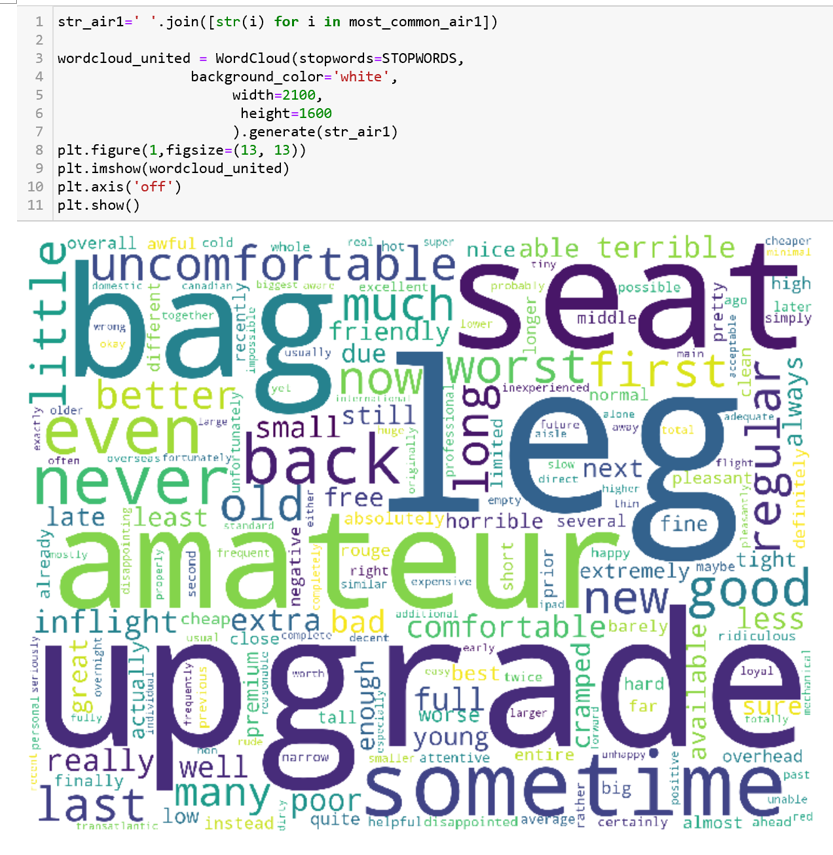 1 str_air1=' '.join([str(i) for i in most_common_air1])
2
3 wordcloud_united = WordCloud(stopwords=STOPWORDS,
4 background_color='white',
5 width=2100,
6 height=1600
7 ).generate(str_air1)
8 plt.figure(1,figsize=(13, 13))
9 plt.imshow(wordcloud_united)
10 plt.axis('off')
11 plt.show()
overall awful cold whole real hot super nice able terrible cheaper minimal
little uncomfortable tiny seat high
domestic canadian biggest aware excellent probably possible
bag wrong okay different together recently impossible much friendly lower longer middle pretty ago later simply
usually due now worst first main acceptable clean always
better yet international long inexperienced normal regular
older exactly even large unfortunately small still huge originally professional limited leg alone future aisle away total adequate
often overseas fortunately back slow direct next flight
never old free either empty higher thin pleasant pleasantly definitely
late least standard absolutely horrible several fine
already mostly disappointing properly second amateur frequent negative completely rouge right similar expensive short prior ipad happy extremely maybe tight
new good
inflight cheap extra bad additional comfortable barely less
usual close complete decent early ridiculous
seriously personal recent great fully overnight actually individual upgrade frequently previous premium reasonable worth enough especially easy best twice cramped forward hard far available loyal sure totally mechanical
tall full worse larger
rude young
really well non narrow smaller attentive entire unhappy positive overhead
finally many sometime big past
last poor rather unable
transatlantic low instead dirty quite helpful disappointed average certainly almost ahead red